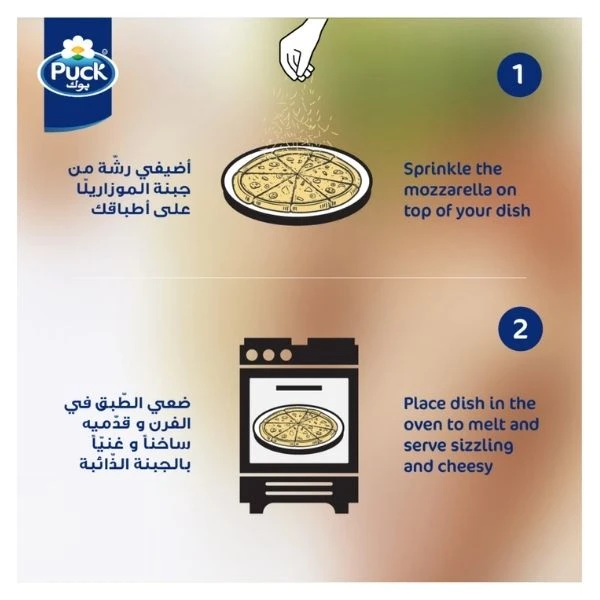 Puck
بوك
1
أضيفي رشّة من
جبنة الموزاريلّا
على أطباقك
Sprinkle the
mozzarella on
top of your dish
2
ضعي الطّبق في
الفرن و قدّميه
ساخناً و غنيّاً
بالجبنة الذّائبة
Place dish in the
oven to melt and
serve sizzling
and cheesy